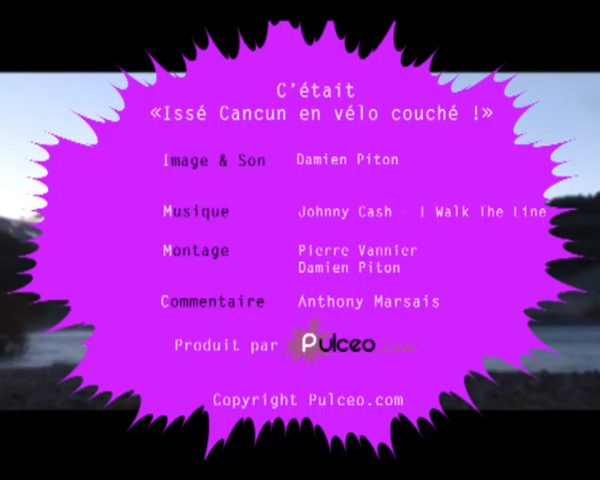 C'était
«Issé Cancun en vélo couché !»
Image & Son Damien Piton
Musique Johnny Cash - I Walk The Line
Montage Pierre Vannier
Damien Piton
Commentaire Anthony Marsais
Produit par Pulceo.com
Copyright Pulceo.com